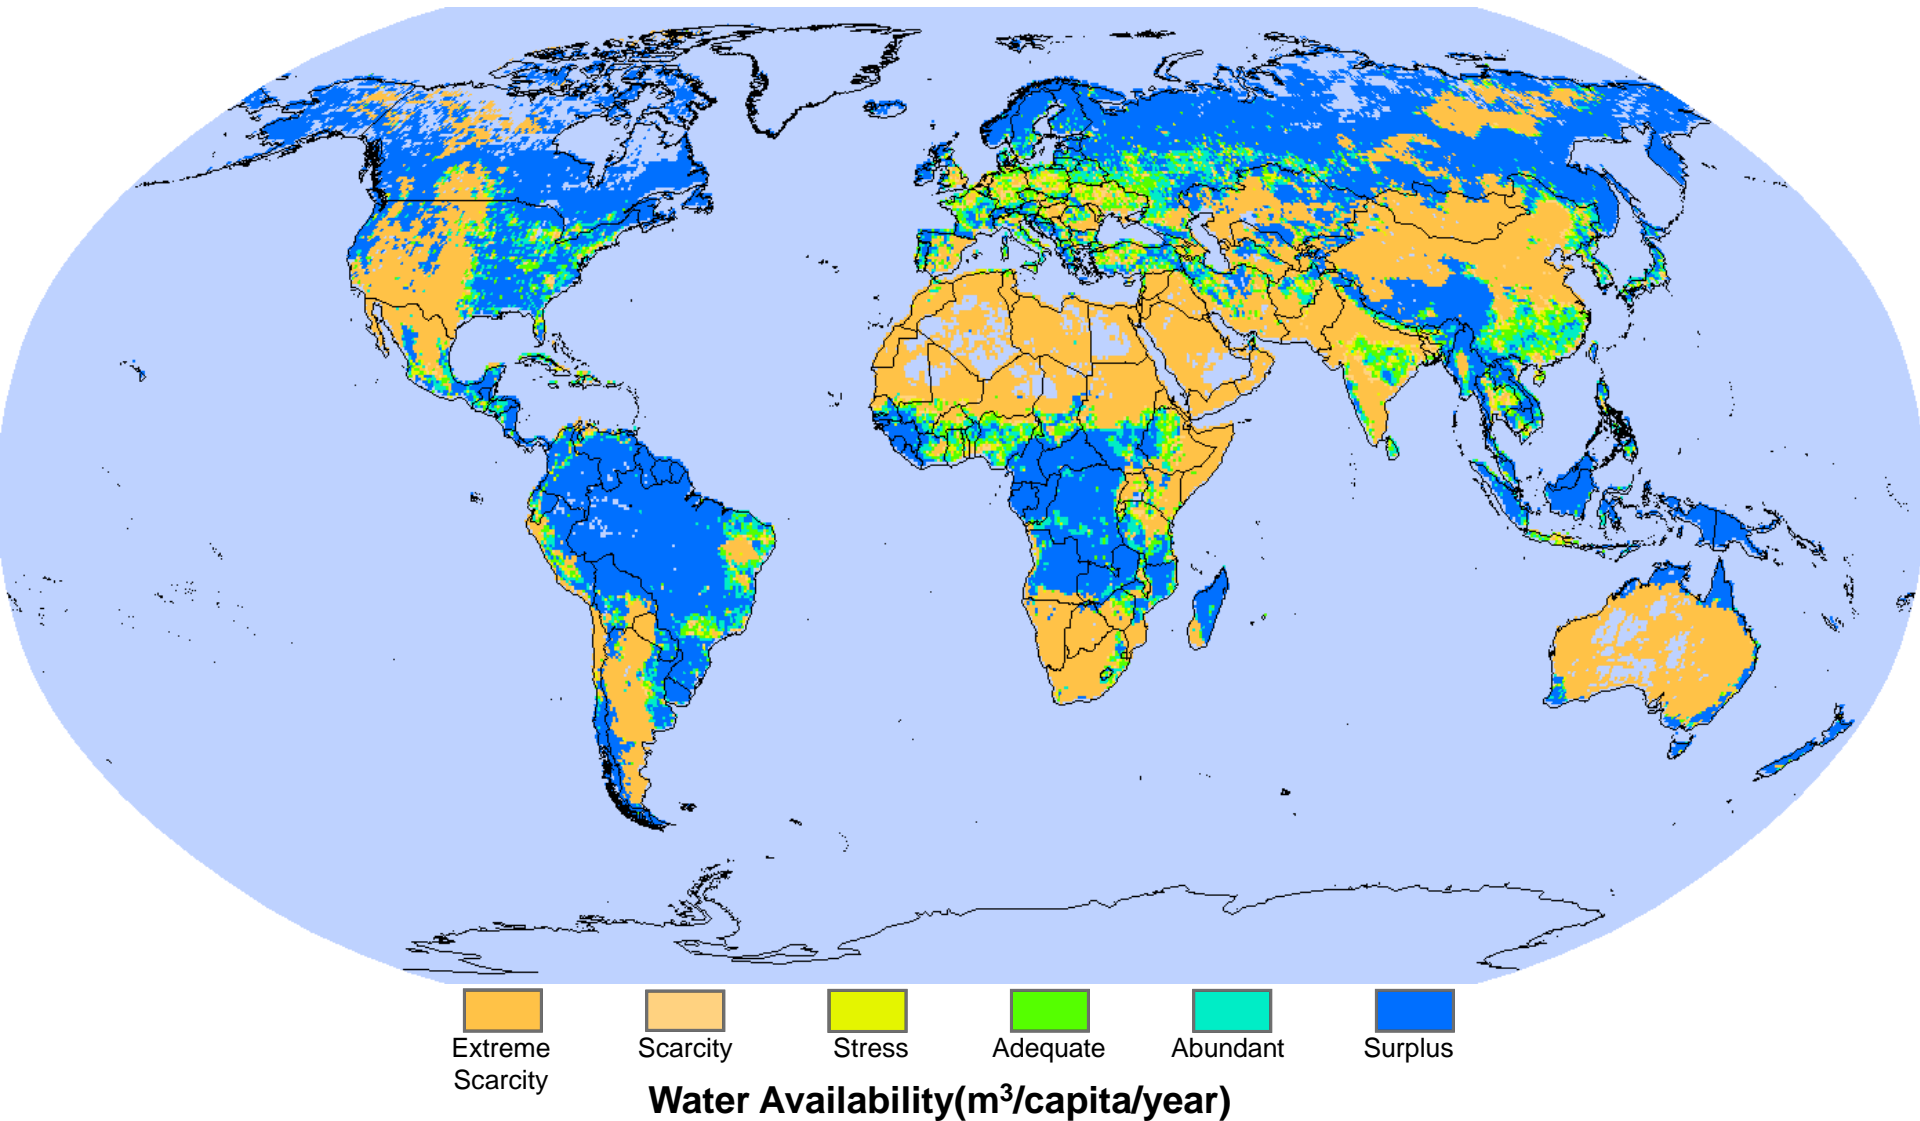 Extreme Scarcity Stress Adequate Abundant Surplus
Scarcity
Water Availability(m³/capita/year)